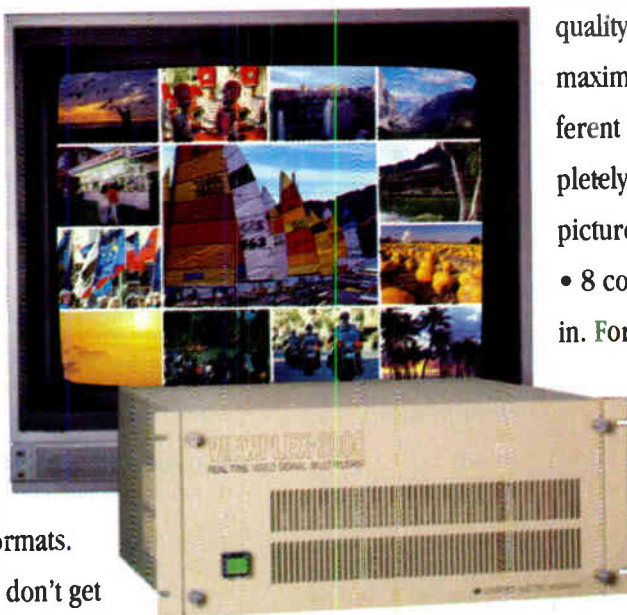 quality
maxim
ferent
pletely
picture
• 8 co
in. For
REAL TIME VIDEO SIGNAL MULTIPLEXER
ormats.
don't get